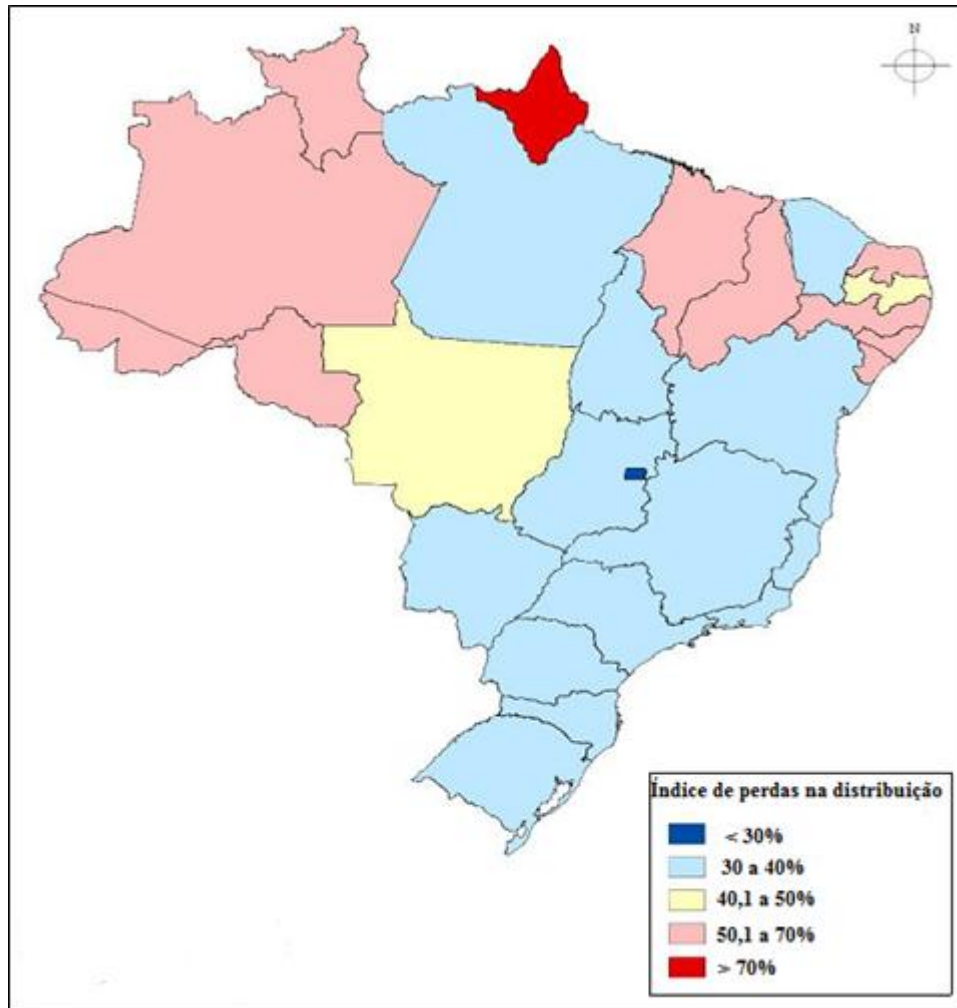 N
Índice de perdas na distribuição
< 30%
30 a 40%
40,1 a 50%
50,1 a 70%
> 70%